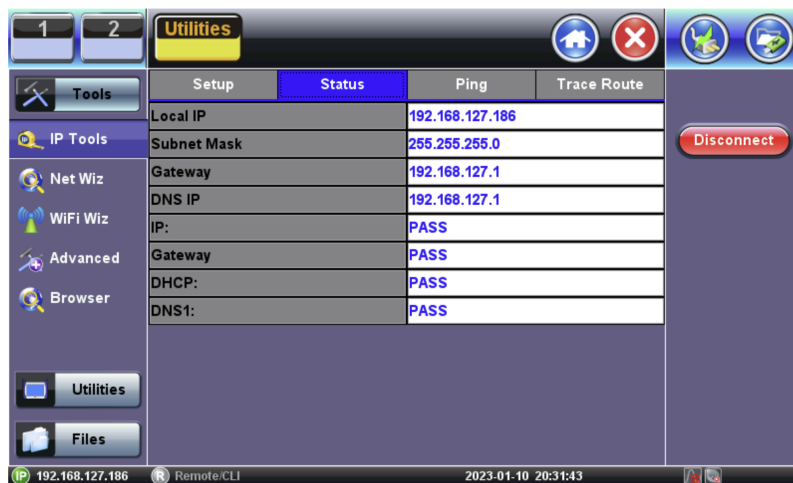 1 2 Utilities
Tools
IP Tools
Net Wiz
WiFi Wiz
Advanced
Browser
Utilities
Files
Setup Status Ping Trace Route
Local IP 192.168.127.186
Subnet Mask 255.255.255.0
Gateway 192.168.127.1
DNS IP 192.168.127.1
IP: PASS
Gateway PASS
DHCP: PASS
DNS1: PASS
Disconnect
IP 192.168.127.186 R Remote/CLI 2023-01-10 20:31:43